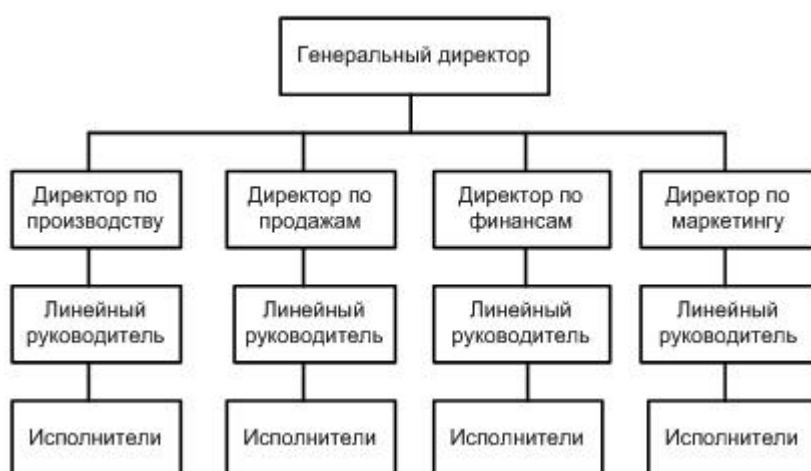 Генеральный директор
Директор по
производству
Директор по
продажам
Директор по
финансам
Директор по
маркетингу
Линейный
руководитель
Линейный
руководитель
Линейный
руководитель
Линейный
руководитель
Исполнители
Исполнители
Исполнители
Исполнители